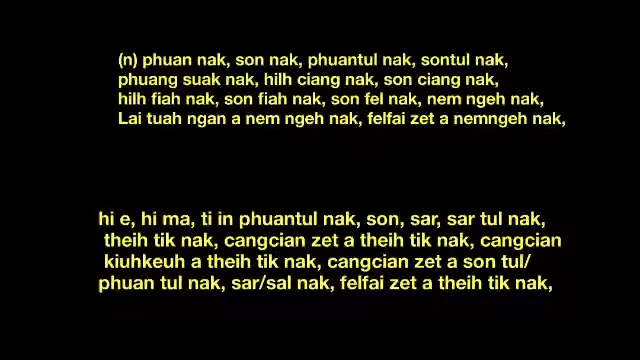 (n) phuan nak, son nak, phuantul nak, sontul nak,
phuang suak nak, hilh ciang nak, son ciang nak,
hilh fiah nak, son fiah nak, son fel nak, nem ngeh nak,
Lai tuah ngan a nem ngeh nak, felfai zet a nemngeh nak,
hi e, hi ma, ti in phuantul nak, son, sar, sar tul nak,
theih tik nak, cangcian zet a theih tik nak, cangcian
kiuhkeuh a theih tik nak, cangcian zet a son tul/
phuan tul nak, sar/sal nak, felfai zet a theih tik nak,